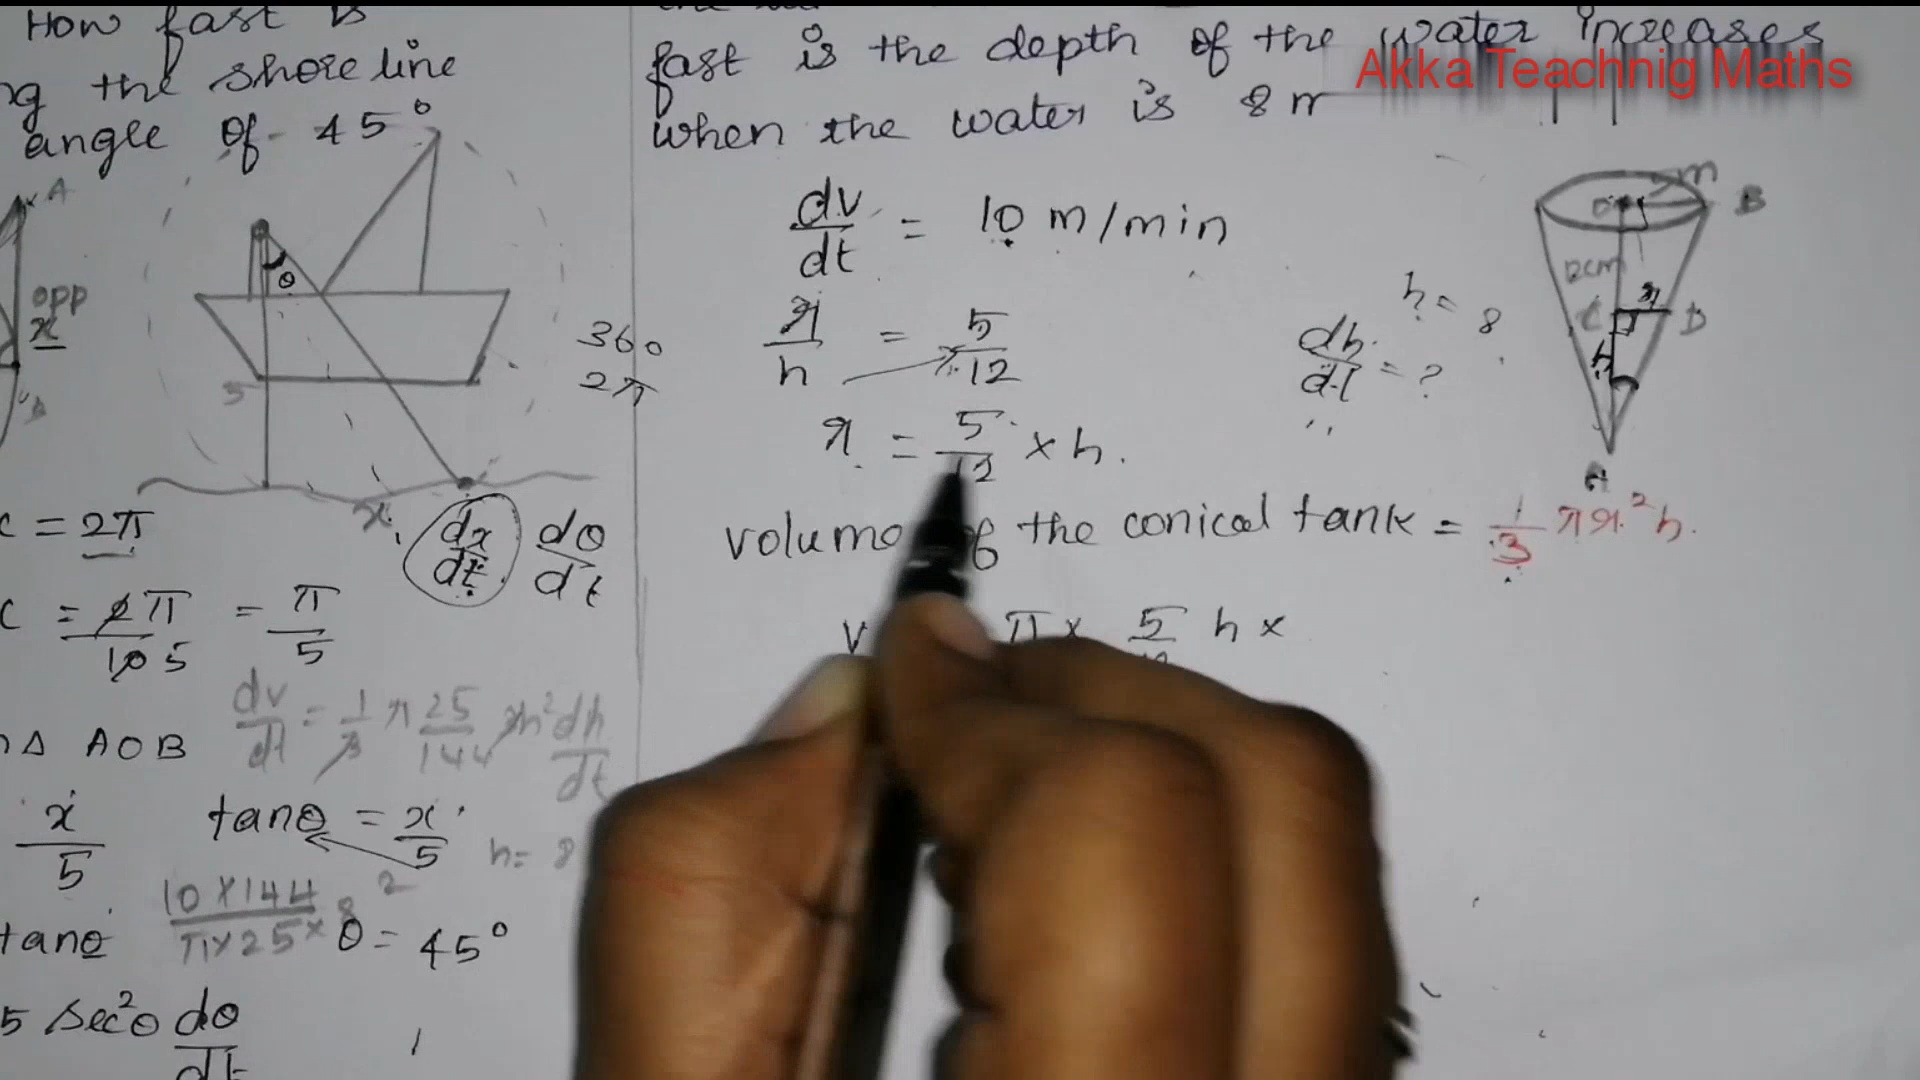 How fast is
ng the shore line
angle of 45°
A
opp
x
θ
S
360
2π
x
C = 2π
dx/dt dθ/dt
C = 2π/10 5 = π/5
n Δ AOB
dv/dt = 1/3 π 25/144 3h² dh/dt
x/5 tanθ = x/5
h = 8
10 × 144 / π × 25 × 8²
tanθ θ = 45°
5 sec²θ dθ/dt
fast is the depth of the water increases
Akka Teachnig Maths
when the water is 8 m
dv/dt = 10 m/min
r/h = 5/12
h = 8
dh/dt = ?
r = 5/12 × h.
5m
B
C
r
D
h
A
volume of the conical tank = 1/3 πr²h.
V π × 5 h ×